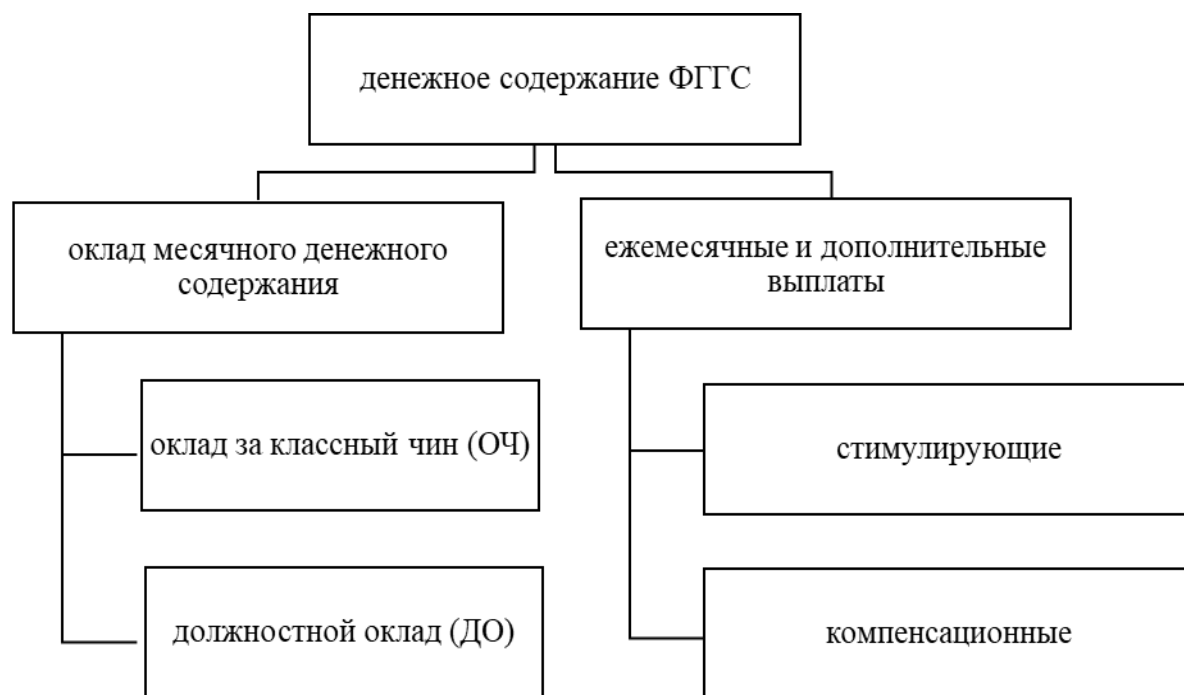 денежное содержание ФГГС
оклад месячного денежного
содержания
ежемесячные и дополнительные
выплаты
оклад за классный чин (ОЧ)
стимулирующие
должностной оклад (ДО)
компенсационные